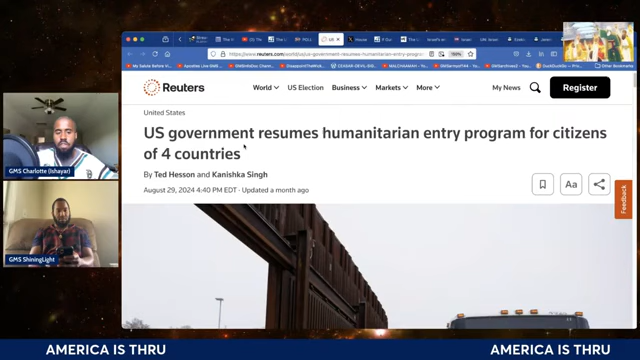 https://www.reuters.com/world/us/us-government-resumes-humanitarian-entry-program-
Reuters
World
US Election
Business
Markets
More
My News
Register
United States
US government resumes humanitarian entry program for citizens
of 4 countries
By Ted Hesson and Kanishka Singh
August 29, 2024 4:40 PM EDT · Updated a month ago
Aa
Feedback
GMS Charlotte (Ishayar)
GMS ShiningLight
AMERICA IS THRU
AMERICA IS THRU